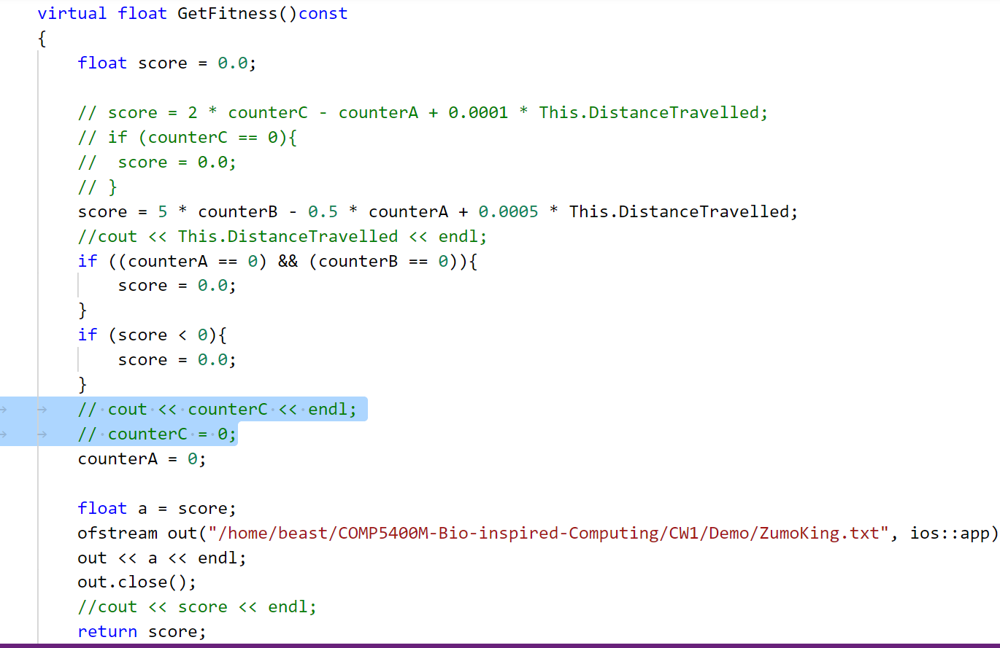 virtual float GetFitness()const
{
float score = 0.0;
// score = 2 * counterC - counterA + 0.0001 * This.DistanceTravelled;
// if (counterC == 0){
//  score = 0.0;
// }
score = 5 * counterB - 0.5 * counterA + 0.0005 * This.DistanceTravelled;
//cout << This.DistanceTravelled << endl;
if ((counterA == 0) && (counterB == 0)){
score = 0.0;
}
if (score < 0){
score = 0.0;
}
// cout << counterC << endl;
// counterC = 0;
counterA = 0;
float a = score;
ofstream out("/home/beast/COMP5400M-Bio-inspired-Computing/CW1/Demo/ZumoKing.txt", ios::app)
out << a << endl;
out.close();
//cout << score << endl;
return score;